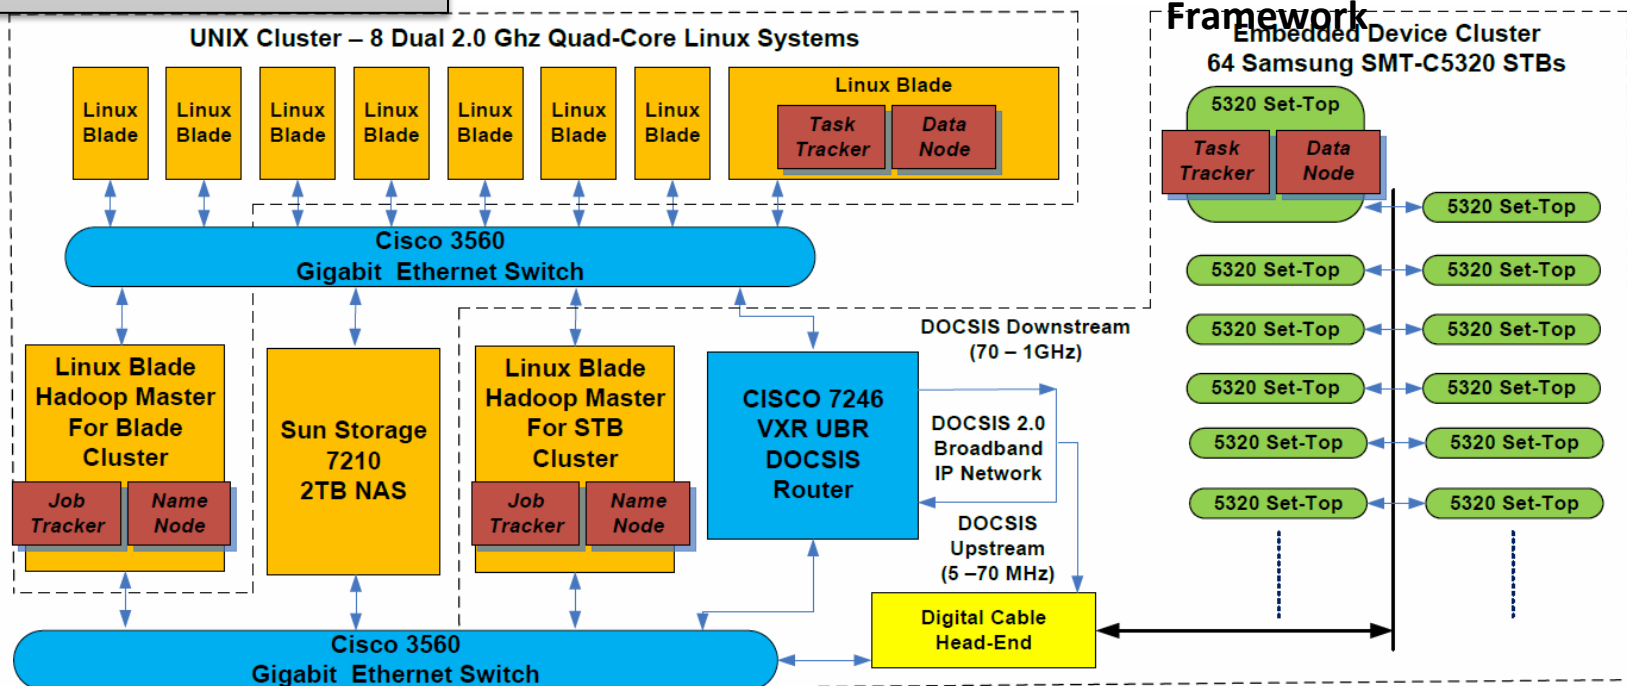 Framework
UNIX Cluster – 8 Dual 2.0 Ghz Quad-Core Linux Systems
Embedded Device Cluster
64 Samsung SMT-C5320 STBs
Linux
Blade
Linux
Blade
Linux
Blade
Linux
Blade
Linux
Blade
Linux
Blade
Linux
Blade
Linux Blade
Task
Tracker
Data
Node
5320 Set-Top
Task
Tracker
Data
Node
5320 Set-Top
Cisco 3560
Gigabit Ethernet Switch
5320 Set-Top
5320 Set-Top
5320 Set-Top
5320 Set-Top
5320 Set-Top
5320 Set-Top
5320 Set-Top
5320 Set-Top
5320 Set-Top
5320 Set-Top
Linux Blade
Hadoop Master
For Blade
Cluster
Job
Tracker
Name
Node
Sun Storage
7210
2TB NAS
Linux Blade
Hadoop Master
For STB
Cluster
Job
Tracker
Name
Node
CISCO 7246
VXR UBR
DOCSIS
Router
DOCSIS Downstream
(70 – 1GHz)
DOCSIS 2.0
Broadband
IP Network
DOCSIS
Upstream
(5 –70 MHz)
Digital Cable
Head-End
Cisco 3560
Gigabit Ethernet Switch